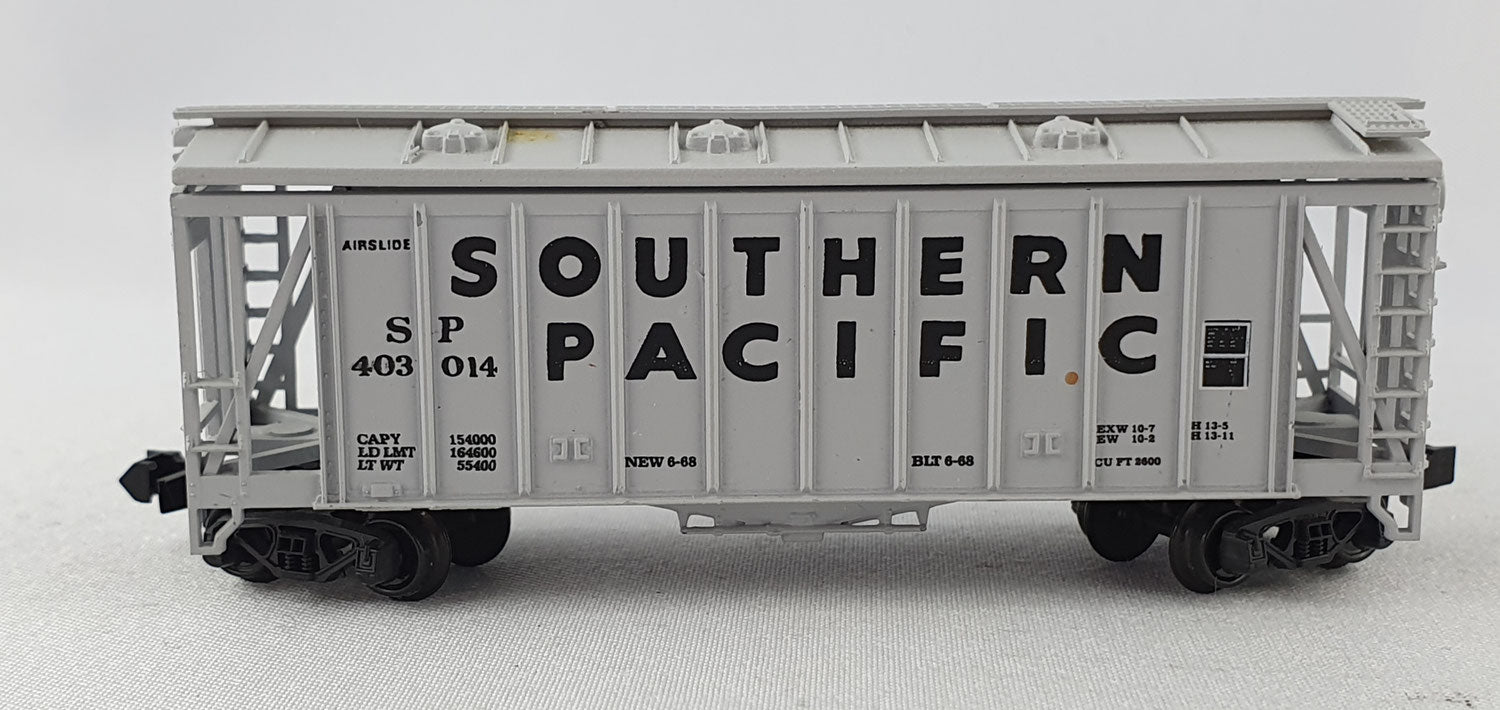 AIRSLIDE
SOUTHERN
PACIFIC
SP
403 014
CAPY 154000
LD LMT 164600
LT WT 55400
NEW 6-68
BLT 6-68
EXW 10-7 H 13-5
EW 10-2 H 13-11
CU FT 2600